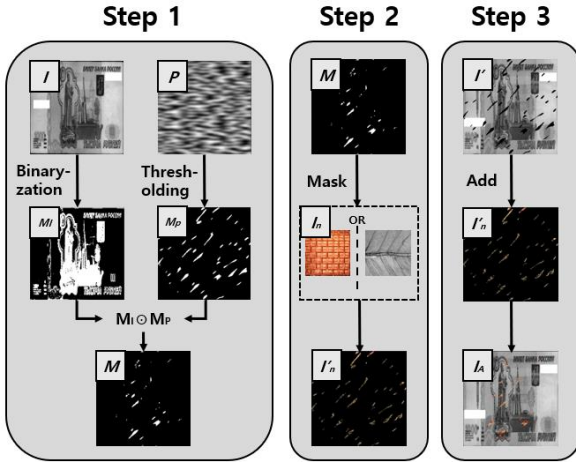 Step 1
Step 2
Step 3
I
P
M
I'
Binary-
zation
Thresh-
olding
Mask
Add
MI
MP
In
OR
I'n
MI⊙MP
M
I'n
IA